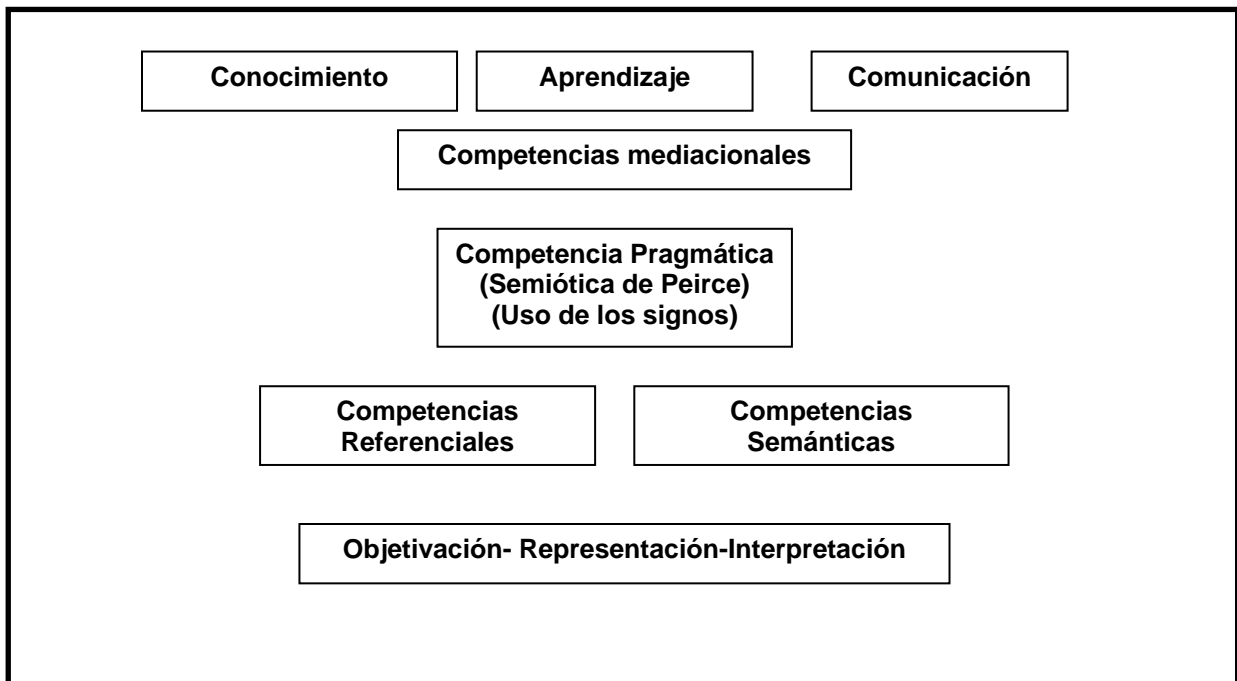 Conocimiento
Aprendizaje
Comunicación
Competencias mediacionales
Competencia Pragmática
(Semiótica de Peirce)
(Uso de los signos)
Competencias
Referenciales
Competencias
Semánticas
Objetivación- Representación-Interpretación